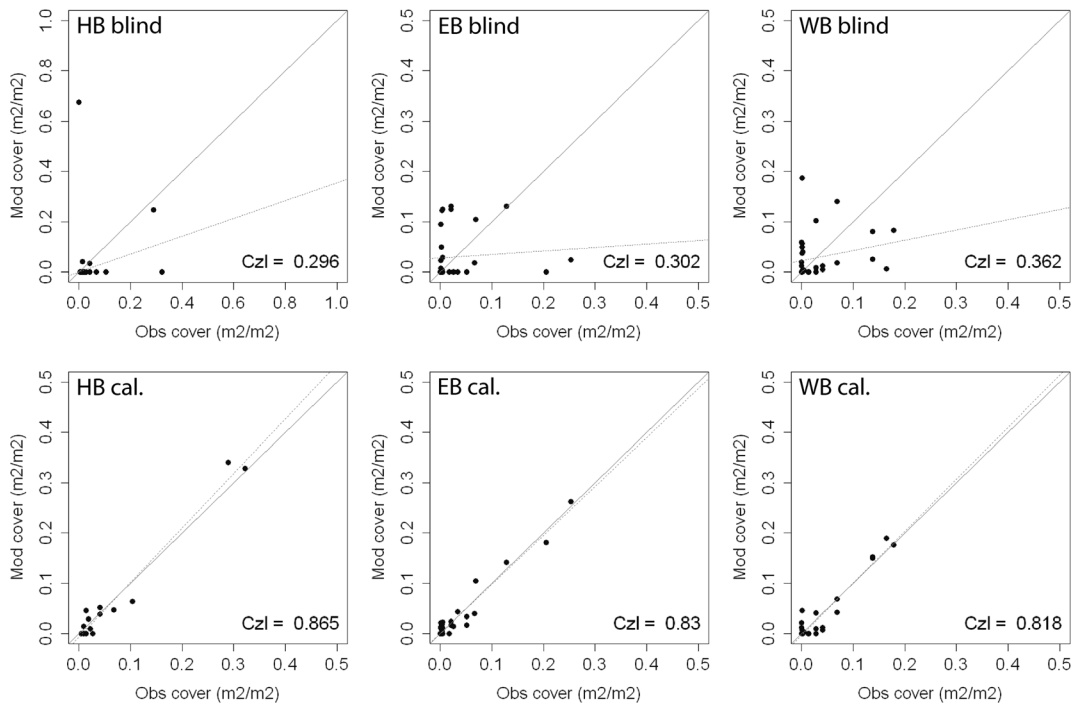 HB blind
EB blind
WB blind
Mod cover (m2/m2)
0.0 0.2 0.4 0.6 0.8 1.0
CzI = 0.296
0.0 0.2 0.4 0.6 0.8 1.0
Obs cover (m2/m2)
Mod cover (m2/m2)
0.0 0.1 0.2 0.3 0.4 0.5
CzI = 0.302
0.0 0.1 0.2 0.3 0.4 0.5
Obs cover (m2/m2)
Mod cover (m2/m2)
0.0 0.1 0.2 0.3 0.4 0.5
CzI = 0.362
0.0 0.1 0.2 0.3 0.4 0.5
Obs cover (m2/m2)
HB cal.
EB cal.
WB cal.
Mod cover (m2/m2)
0.0 0.1 0.2 0.3 0.4 0.5
CzI = 0.865
0.0 0.1 0.2 0.3 0.4 0.5
Obs cover (m2/m2)
Mod cover (m2/m2)
0.0 0.1 0.2 0.3 0.4 0.5
CzI = 0.83
0.0 0.1 0.2 0.3 0.4 0.5
Obs cover (m2/m2)
Mod cover (m2/m2)
0.0 0.1 0.2 0.3 0.4 0.5
CzI = 0.818
0.0 0.1 0.2 0.3 0.4 0.5
Obs cover (m2/m2)